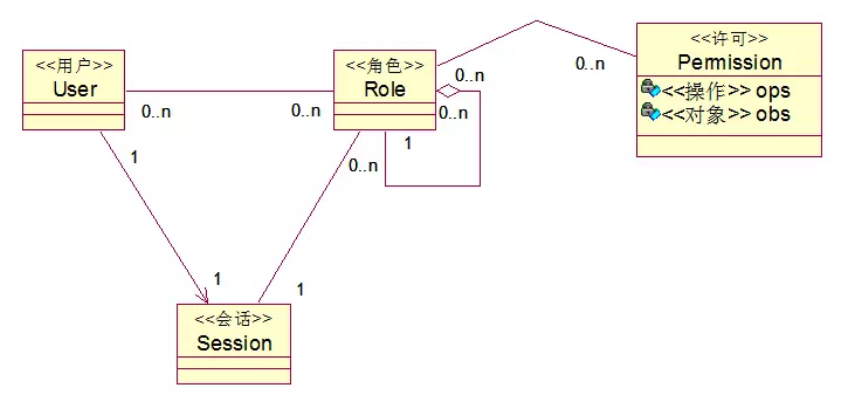 <<用户>>
User
<<角色>>
Role
<<许可>>
Permission
<<操作>> ops
<<对象>> obs
0..n
0..n
0..n
0..n
0..n
1
0..n
1
1
1
<<会话>>
Session